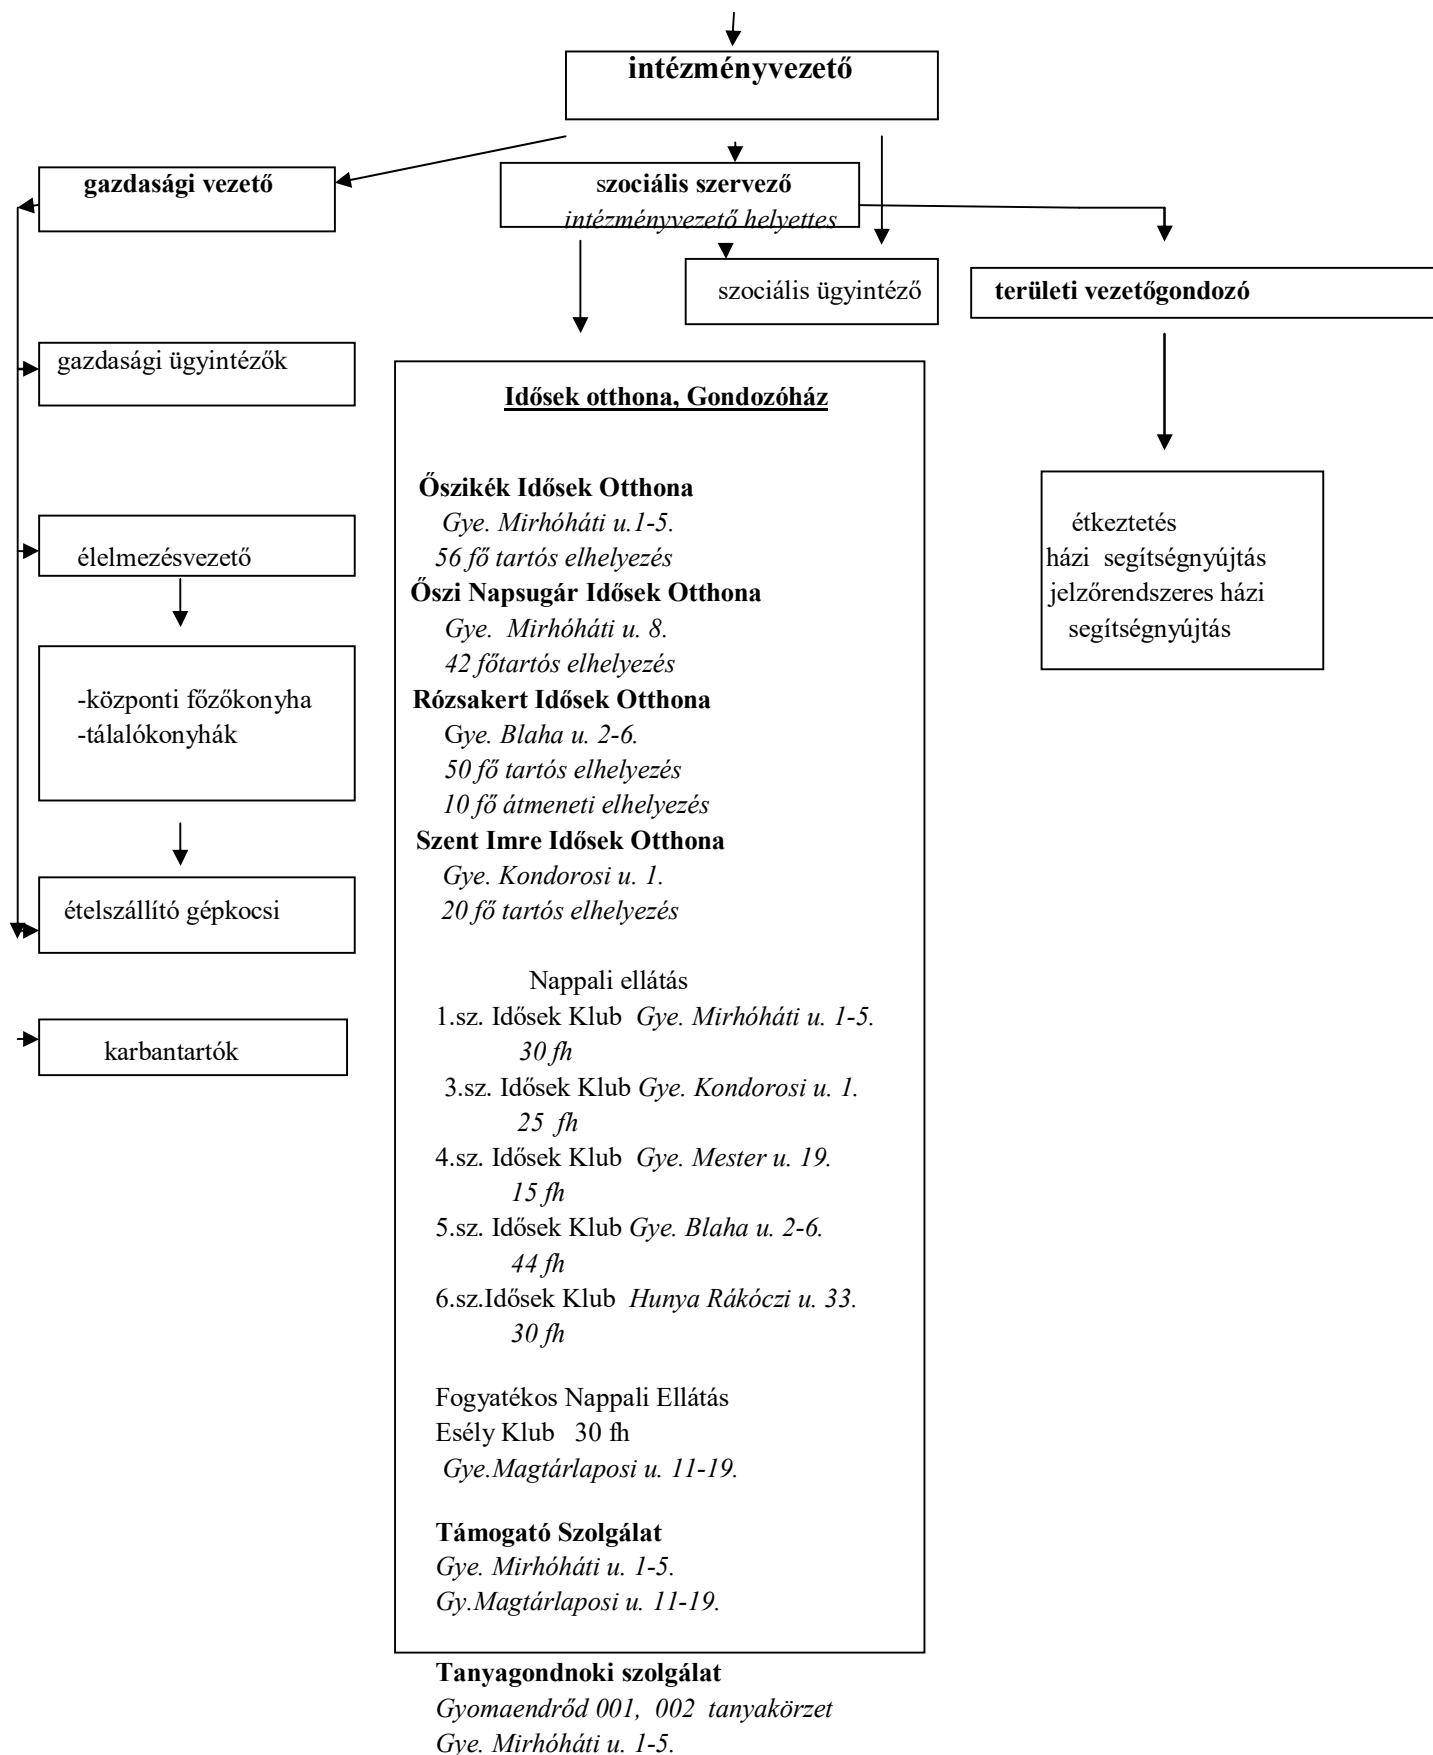 intézményvezető
gazdasági vezető
szociális szervező
intézményvezető helyettes
szociális ügyintéző
területi vezetőgondozó
gazdasági ügyintézők
élelmezésvezető
-központi főzőkonyha
-tálalókonyhák
ételszállító gépkocsi
karbantartók
Idősek otthona, Gondozóház
Őszikék Idősek Otthona
Gye. Mirhóháti u.1-5.
56 fő tartós elhelyezés
Őszi Napsugár Idősek Otthona
Gye.  Mirhóháti u. 8.
42 főtartós elhelyezés
Rózsakert Idősek Otthona
Gye. Blaha u. 2-6.
50 fő tartós elhelyezés
10 fő átmeneti elhelyezés
Szent Imre Idősek Otthona
Gye. Kondorosi u. 1.
20 fő tartós elhelyezés
Nappali ellátás
1.sz. Idősek Klub  Gye. Mirhóháti u. 1-5.
30 fh
3.sz. Idősek Klub Gye. Kondorosi u. 1.
25  fh
4.sz. Idősek Klub  Gye. Mester u. 19.
15 fh
5.sz. Idősek Klub Gye. Blaha u. 2-6.
44 fh
6.sz.Idősek Klub  Hunya Rákóczi u. 33.
30 fh
Fogyatékos Nappali Ellátás
Esély Klub   30 fh
Gye.Magtárlaposi u. 11-19.
Támogató Szolgálat
Gye. Mirhóháti u. 1-5.
Gy.Magtárlaposi u. 11-19.
Tanyagondnoki szolgálat
Gyomaendrőd 001,  002  tanyakörzet
Gye. Mirhóháti u. 1-5.
étkeztetés
házi  segítségnyújtás
jelzőrendszeres házi
segítségnyújtás